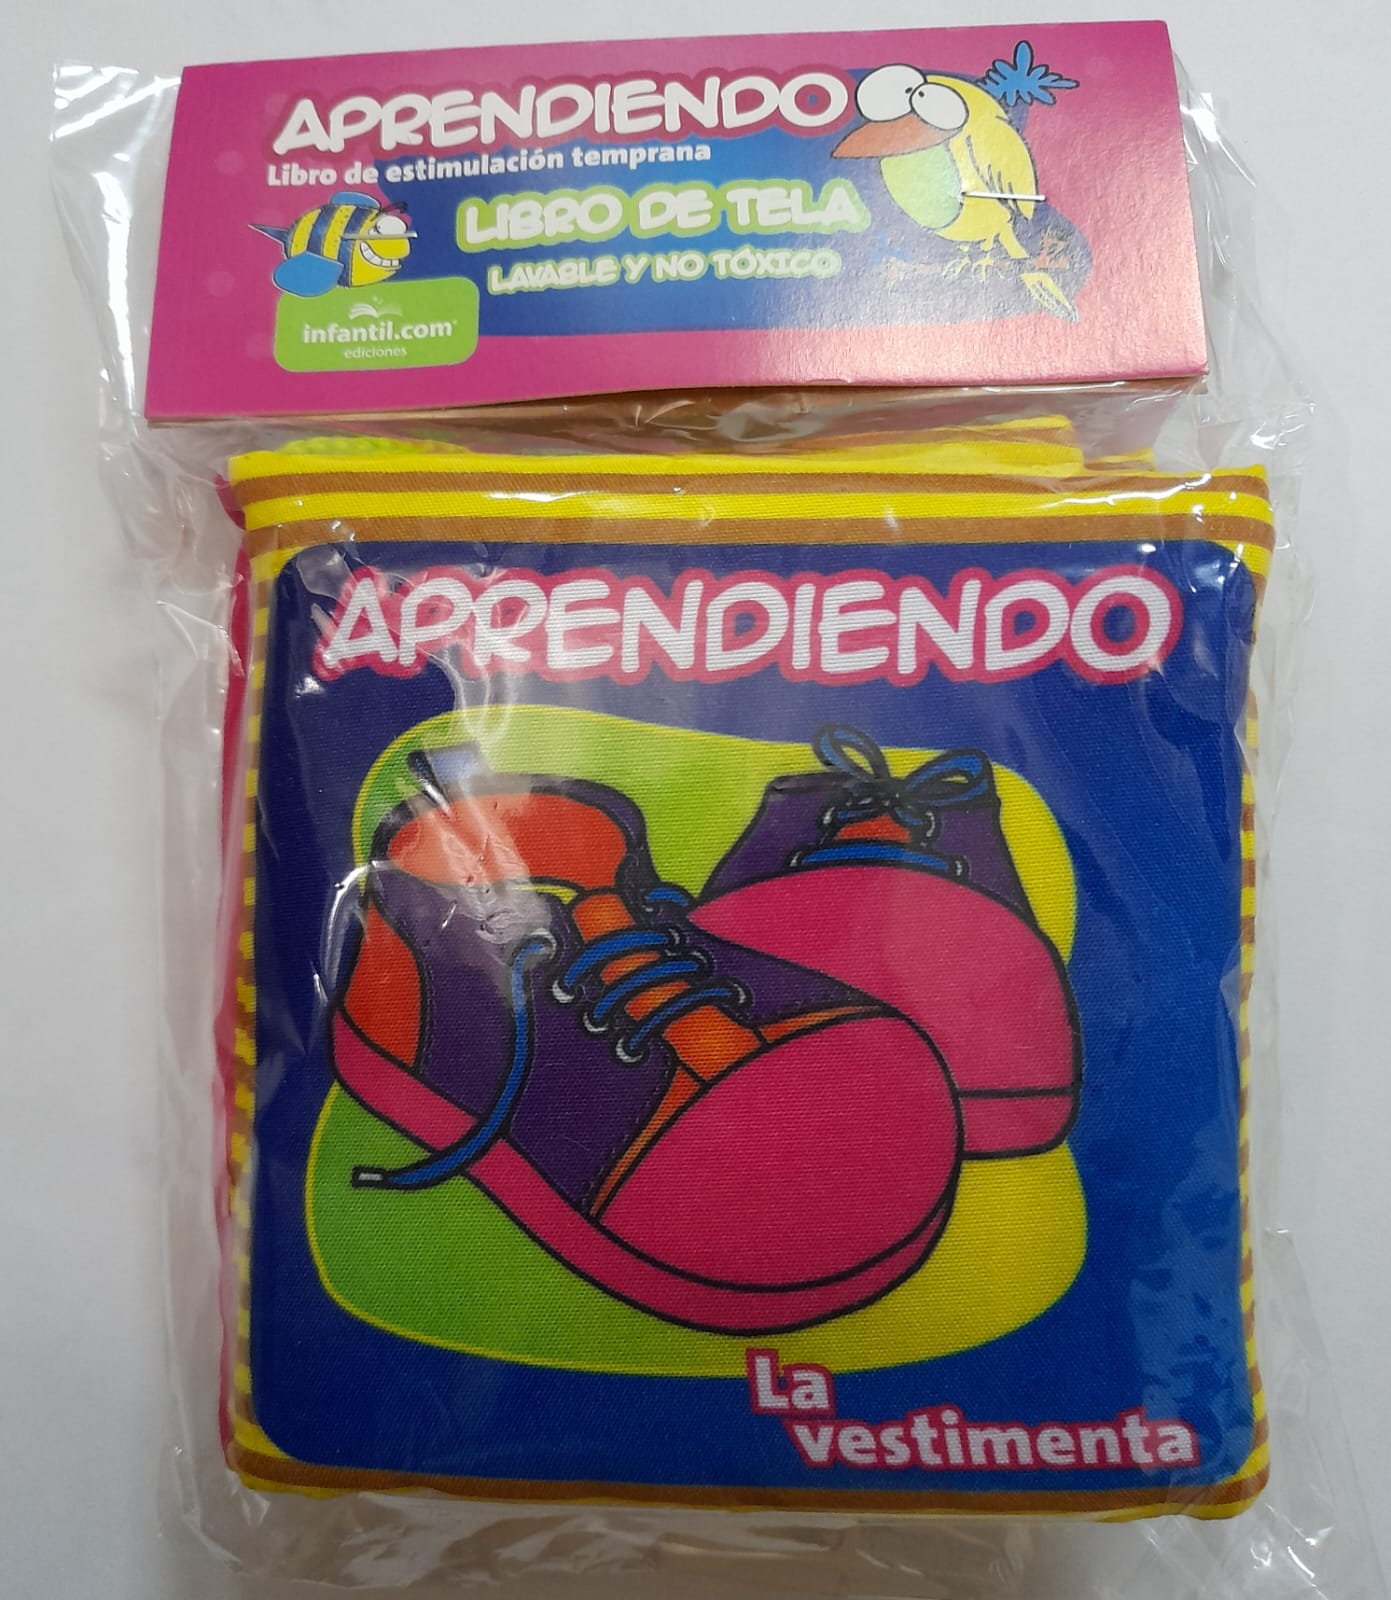 APRENDIENDO
Libro de estimulación temprana
LIBRO DE TELA
LAVABLE Y NO TÓXICO
infantil.com
ediciones
APRENDIENDO
La
vestimenta